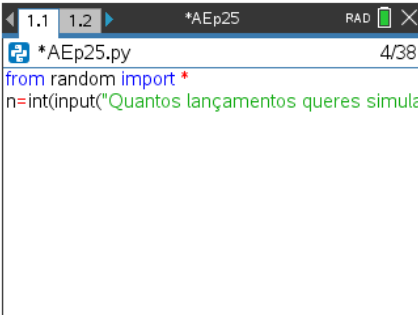 1.1 1.2 *AEp25 RAD
*AEp25.py 4/38
from random import *
n=int(input("Quantos lançamentos queres simula